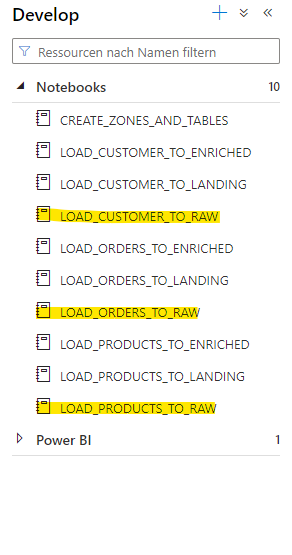 Develop
Ressourcen nach Namen filtern
Notebooks 10
CREATE_ZONES_AND_TABLES
LOAD_CUSTOMER_TO_ENRICHED
LOAD_CUSTOMER_TO_LANDING
LOAD_CUSTOMER_TO_RAW
LOAD_ORDERS_TO_ENRICHED
LOAD_ORDERS_TO_LANDING
LOAD_ORDERS_TO_RAW
LOAD_PRODUCTS_TO_ENRICHED
LOAD_PRODUCTS_TO_LANDING
LOAD_PRODUCTS_TO_RAW
Power BI 1